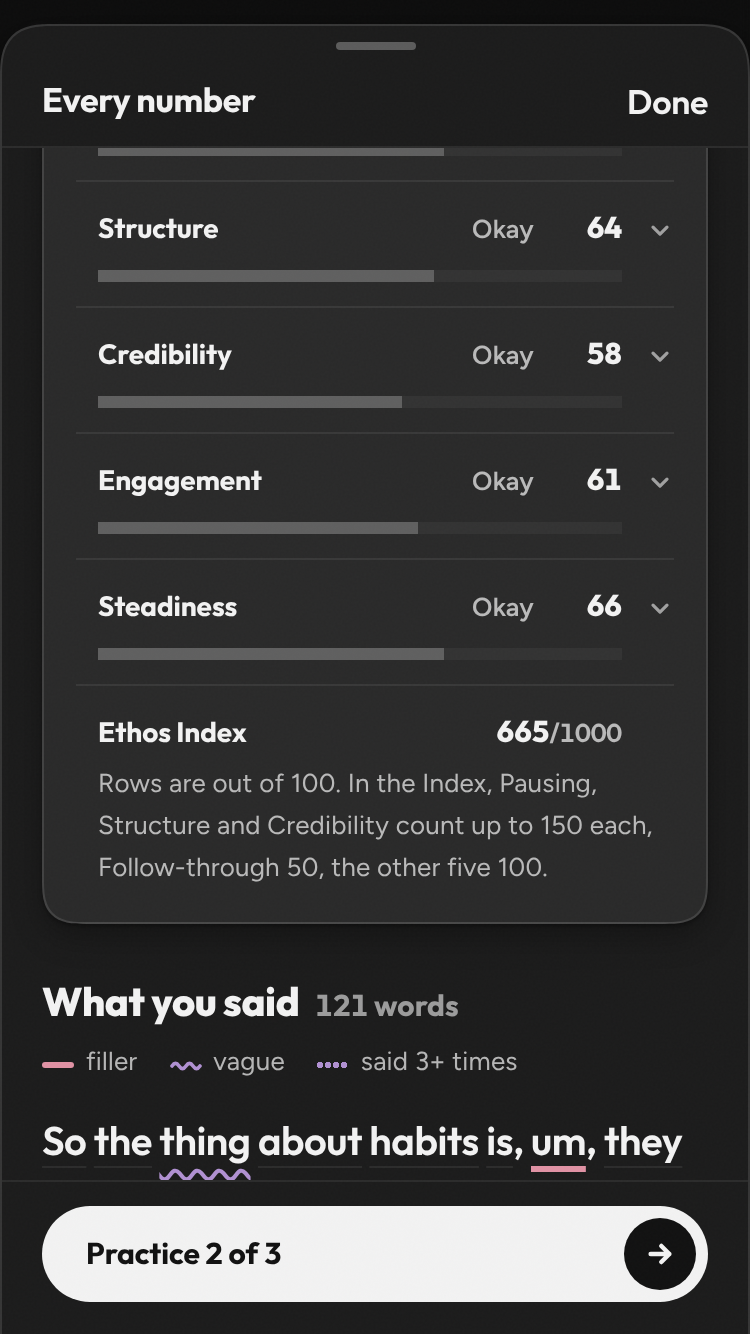 Every number
Done
Structure Okay 64
Credibility Okay 58
Engagement Okay 61
Steadiness Okay 66
Ethos Index 665/1000
Rows are out of 100. In the Index, Pausing,
Structure and Credibility count up to 150 each,
Follow-through 50, the other five 100.
What you said 121 words
filler vague said 3+ times
So the thing about habits is, um, they
Practice 2 of 3